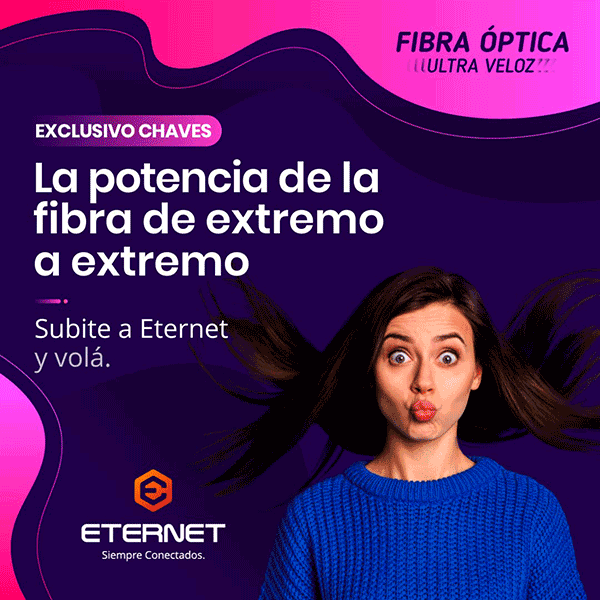 FIBRA ÓPTICA
ULTRA VELOZ
EXCLUSIVO CHAVES
La potencia de la
fibra de extremo
a extremo
Subite a Eternet
y volá.
ETERNET
Siempre Conectados.